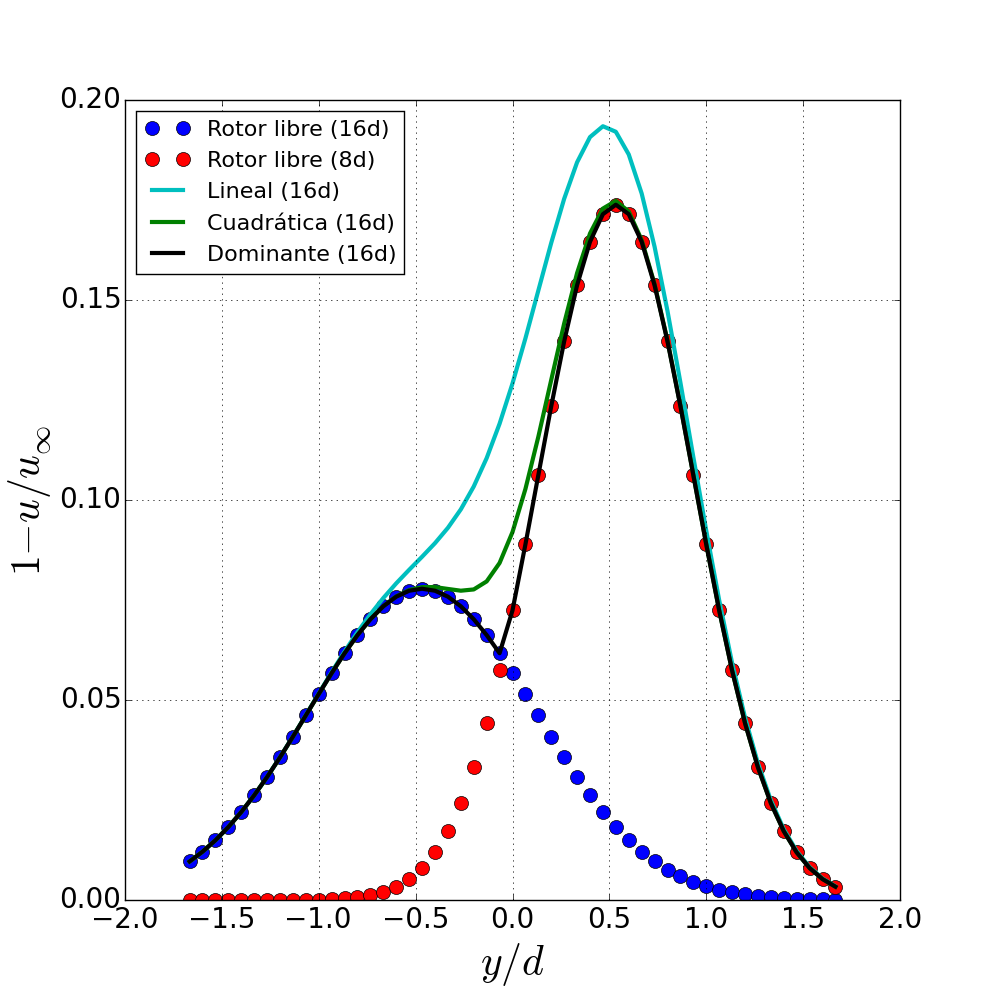 0.20
Rotor libre (16d)
Rotor libre (8d)
Lineal (16d)
Cuadrática (16d)
Dominante (16d)
0.15
0.10
1−u/u∞
0.05
0.00
−2.0 −1.5 −1.0 −0.5 0.0 0.5 1.0 1.5 2.0
y/d